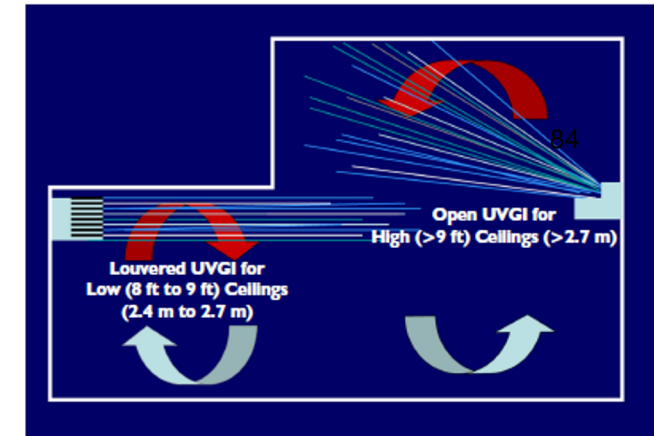 84
Open UVGI for
High (>9 ft) Ceilings (>2.7 m)
Louvered UVGI for
Low (8 ft to 9 ft) Ceilings
(2.4 m to 2.7 m)